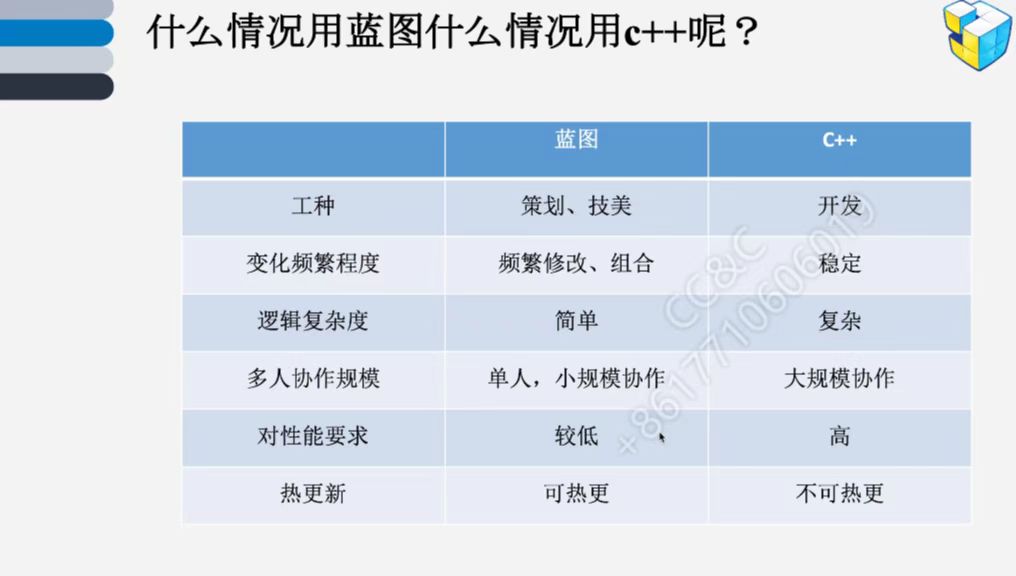 什么情况用蓝图什么情况用c++呢？
蓝图 C++
工种 策划、技美 开发
变化频繁程度 频繁修改、组合 稳定
逻辑复杂度 简单 复杂
多人协作规模 单人，小规模协作 大规模协作
对性能要求 较低 高
热更新 可热更 不可热更
CC&C
+8617710606019